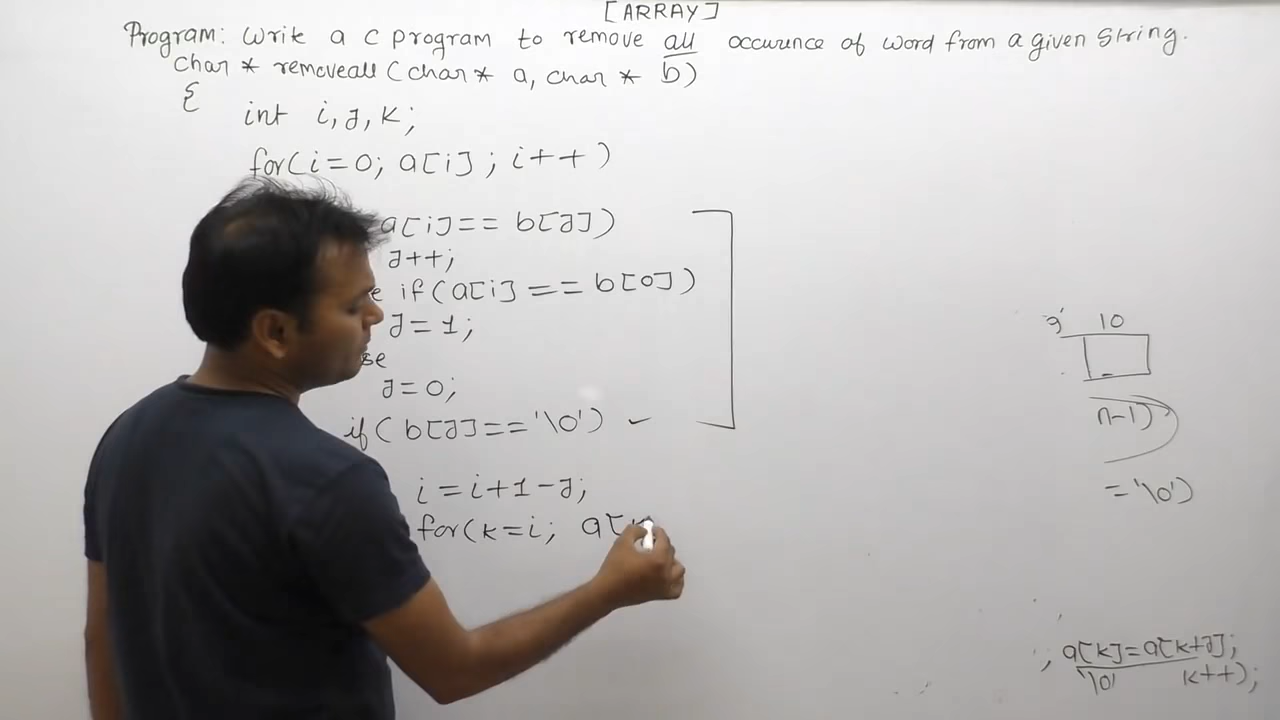 [ARRAY]
Program: Write a C program to remove all occurence of word from a given string.
char * removeall (char * a, char * b)
{
int i, j, k;
for(i=0; a[i]; i++)
a[i]== b[j])
j++;
e if(a[i] == b[0])
j=1;
se
j=0;
if( b[j]=='\0')
i=i+1-j;
for(k=i; a[k
10
n-1)
='\0')
; a[k]=a[k+j];
'\0' k++);